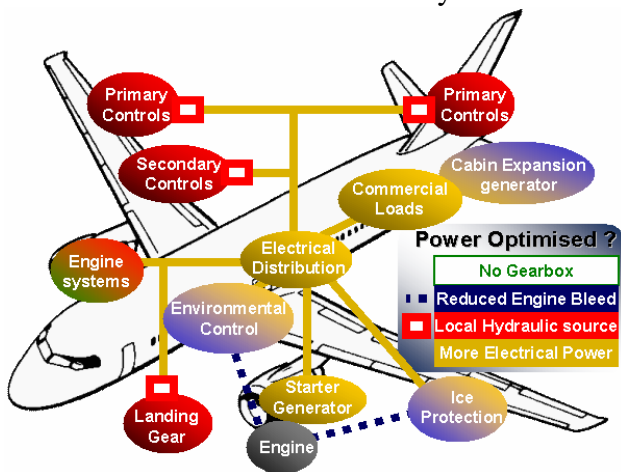 Primary
Controls
Primary
Controls
Secondary
Controls
Cabin Expansion
generator
Commercial
Loads
Electrical
Distribution
Engine
systems
Environmental
Control
Power Optimised ?
No Gearbox
Reduced Engine Bleed
Local Hydraulic source
More Electrical Power
Landing
Gear
Starter
Generator
Ice
Protection
Engine